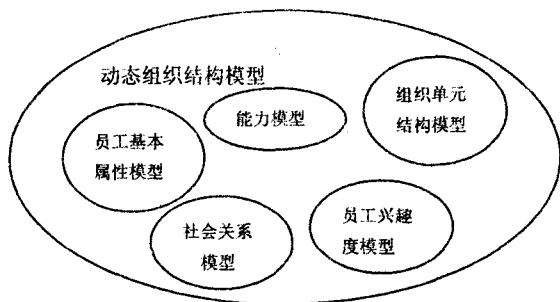 动态组织结构模型
能力模型
组织单元
结构模型
员工基本
属性模型
社会关系
模型
员工兴趣
度模型